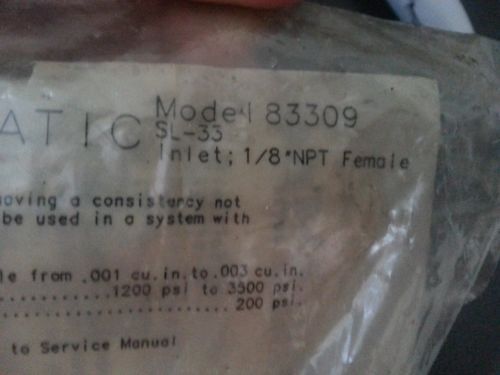 ATIC Model 83309
SL-33
Inlet; 1/8"NPT Female
oving a consistency not
be used in a system with
le from .001 cu.in.to.003 cu.in.
............1200 psi to 3500 psi.
........................ 200 psi.
to Service Manual